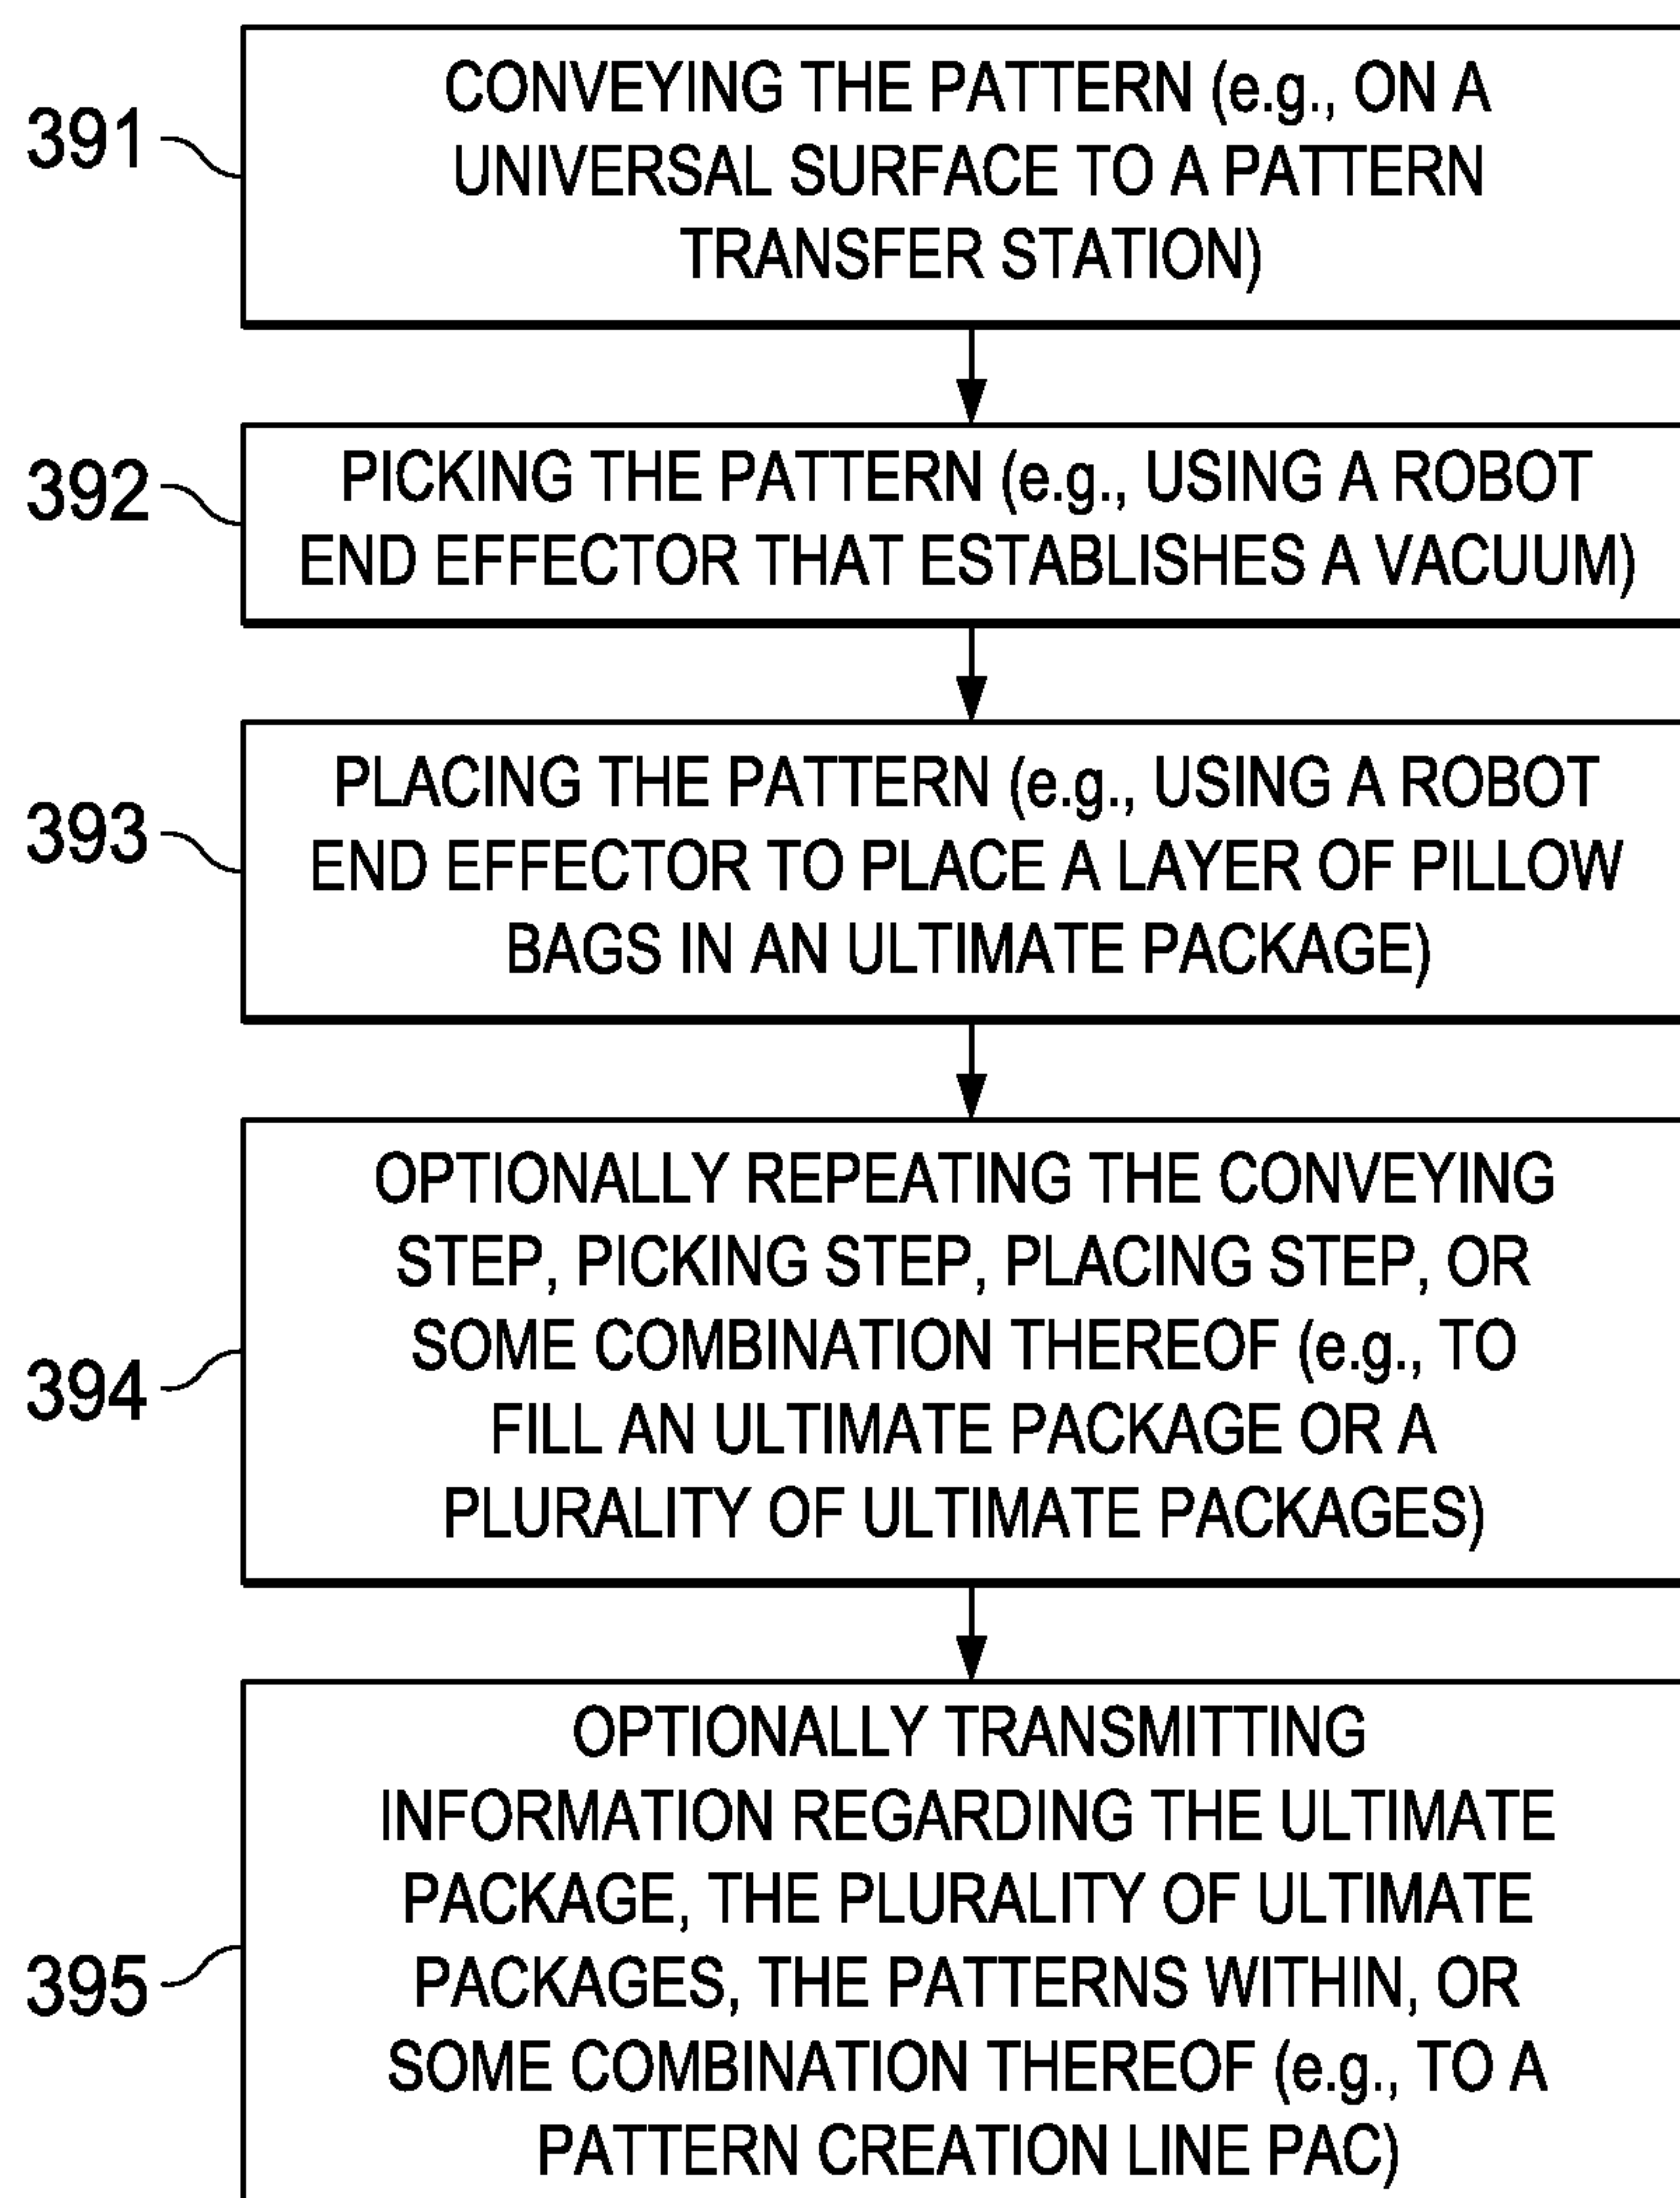 391
CONVEYING THE PATTERN (e.g., ON A
UNIVERSAL SURFACE TO A PATTERN
TRANSFER STATION)
392
PICKING THE PATTERN (e.g., USING A ROBOT
END EFFECTOR THAT ESTABLISHES A VACUUM)
393
PLACING THE PATTERN (e.g., USING A ROBOT
END EFFECTOR TO PLACE A LAYER OF PILLOW
BAGS IN AN ULTIMATE PACKAGE)
394
OPTIONALLY REPEATING THE CONVEYING
STEP, PICKING STEP, PLACING STEP, OR
SOME COMBINATION THEREOF (e.g., TO
FILL AN ULTIMATE PACKAGE OR A
PLURALITY OF ULTIMATE PACKAGES)
395
OPTIONALLY TRANSMITTING
INFORMATION REGARDING THE ULTIMATE
PACKAGE, THE PLURALITY OF ULTIMATE
PACKAGES, THE PATTERNS WITHIN, OR
SOME COMBINATION THEREOF (e.g., TO A
PATTERN CREATION LINE PAC)